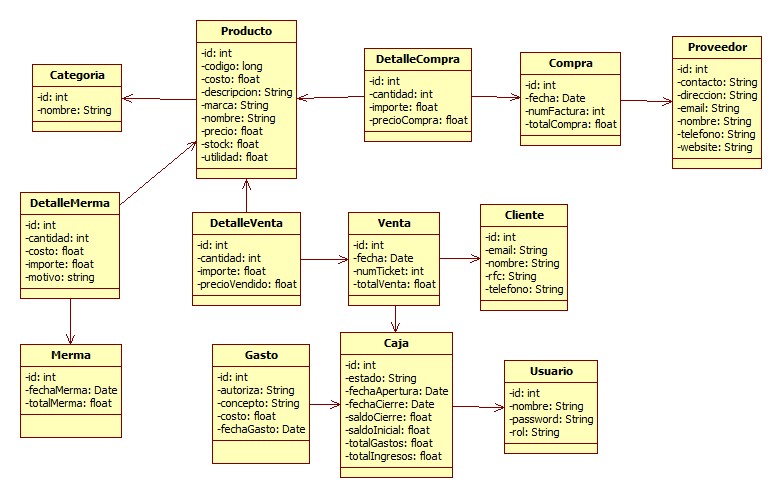 Producto
-id: int
-codigo: long
-costo: float
-descripcion: String
-marca: String
-nombre: String
-precio: float
-stock: float
-utilidad: float
Categoria
-id: int
-nombre: String
DetalleCompra
-id: int
-cantidad: int
-importe: float
-precioCompra: float
Compra
-id: int
-fecha: Date
-numFactura: int
-totalCompra: float
Proveedor
-id: int
-contacto: String
-direccion: String
-email: String
-nombre: String
-telefono: String
-website: String
DetalleMerma
-id: int
-cantidad: int
-costo: float
-importe: float
-motivo: string
DetalleVenta
-id: int
-cantidad: int
-importe: float
-precioVendido: float
Venta
-id: int
-fecha: Date
-numTicket: int
-totalVenta: float
Cliente
-id: int
-email: String
-nombre: String
-rfc: String
-telefono: String
Merma
-id: int
-fechaMerma: Date
-totalMerma: float
Gasto
-id: int
-autoriza: String
-concepto: String
-costo: float
-fechaGasto: Date
Caja
-id: int
-estado: String
-fechaApertura: Date
-fechaCierre: Date
-saldoCierre: float
-saldoInicial: float
-totalGastos: float
-totalIngresos: float
Usuario
-id: int
-nombre: String
-password: String
-rol: String